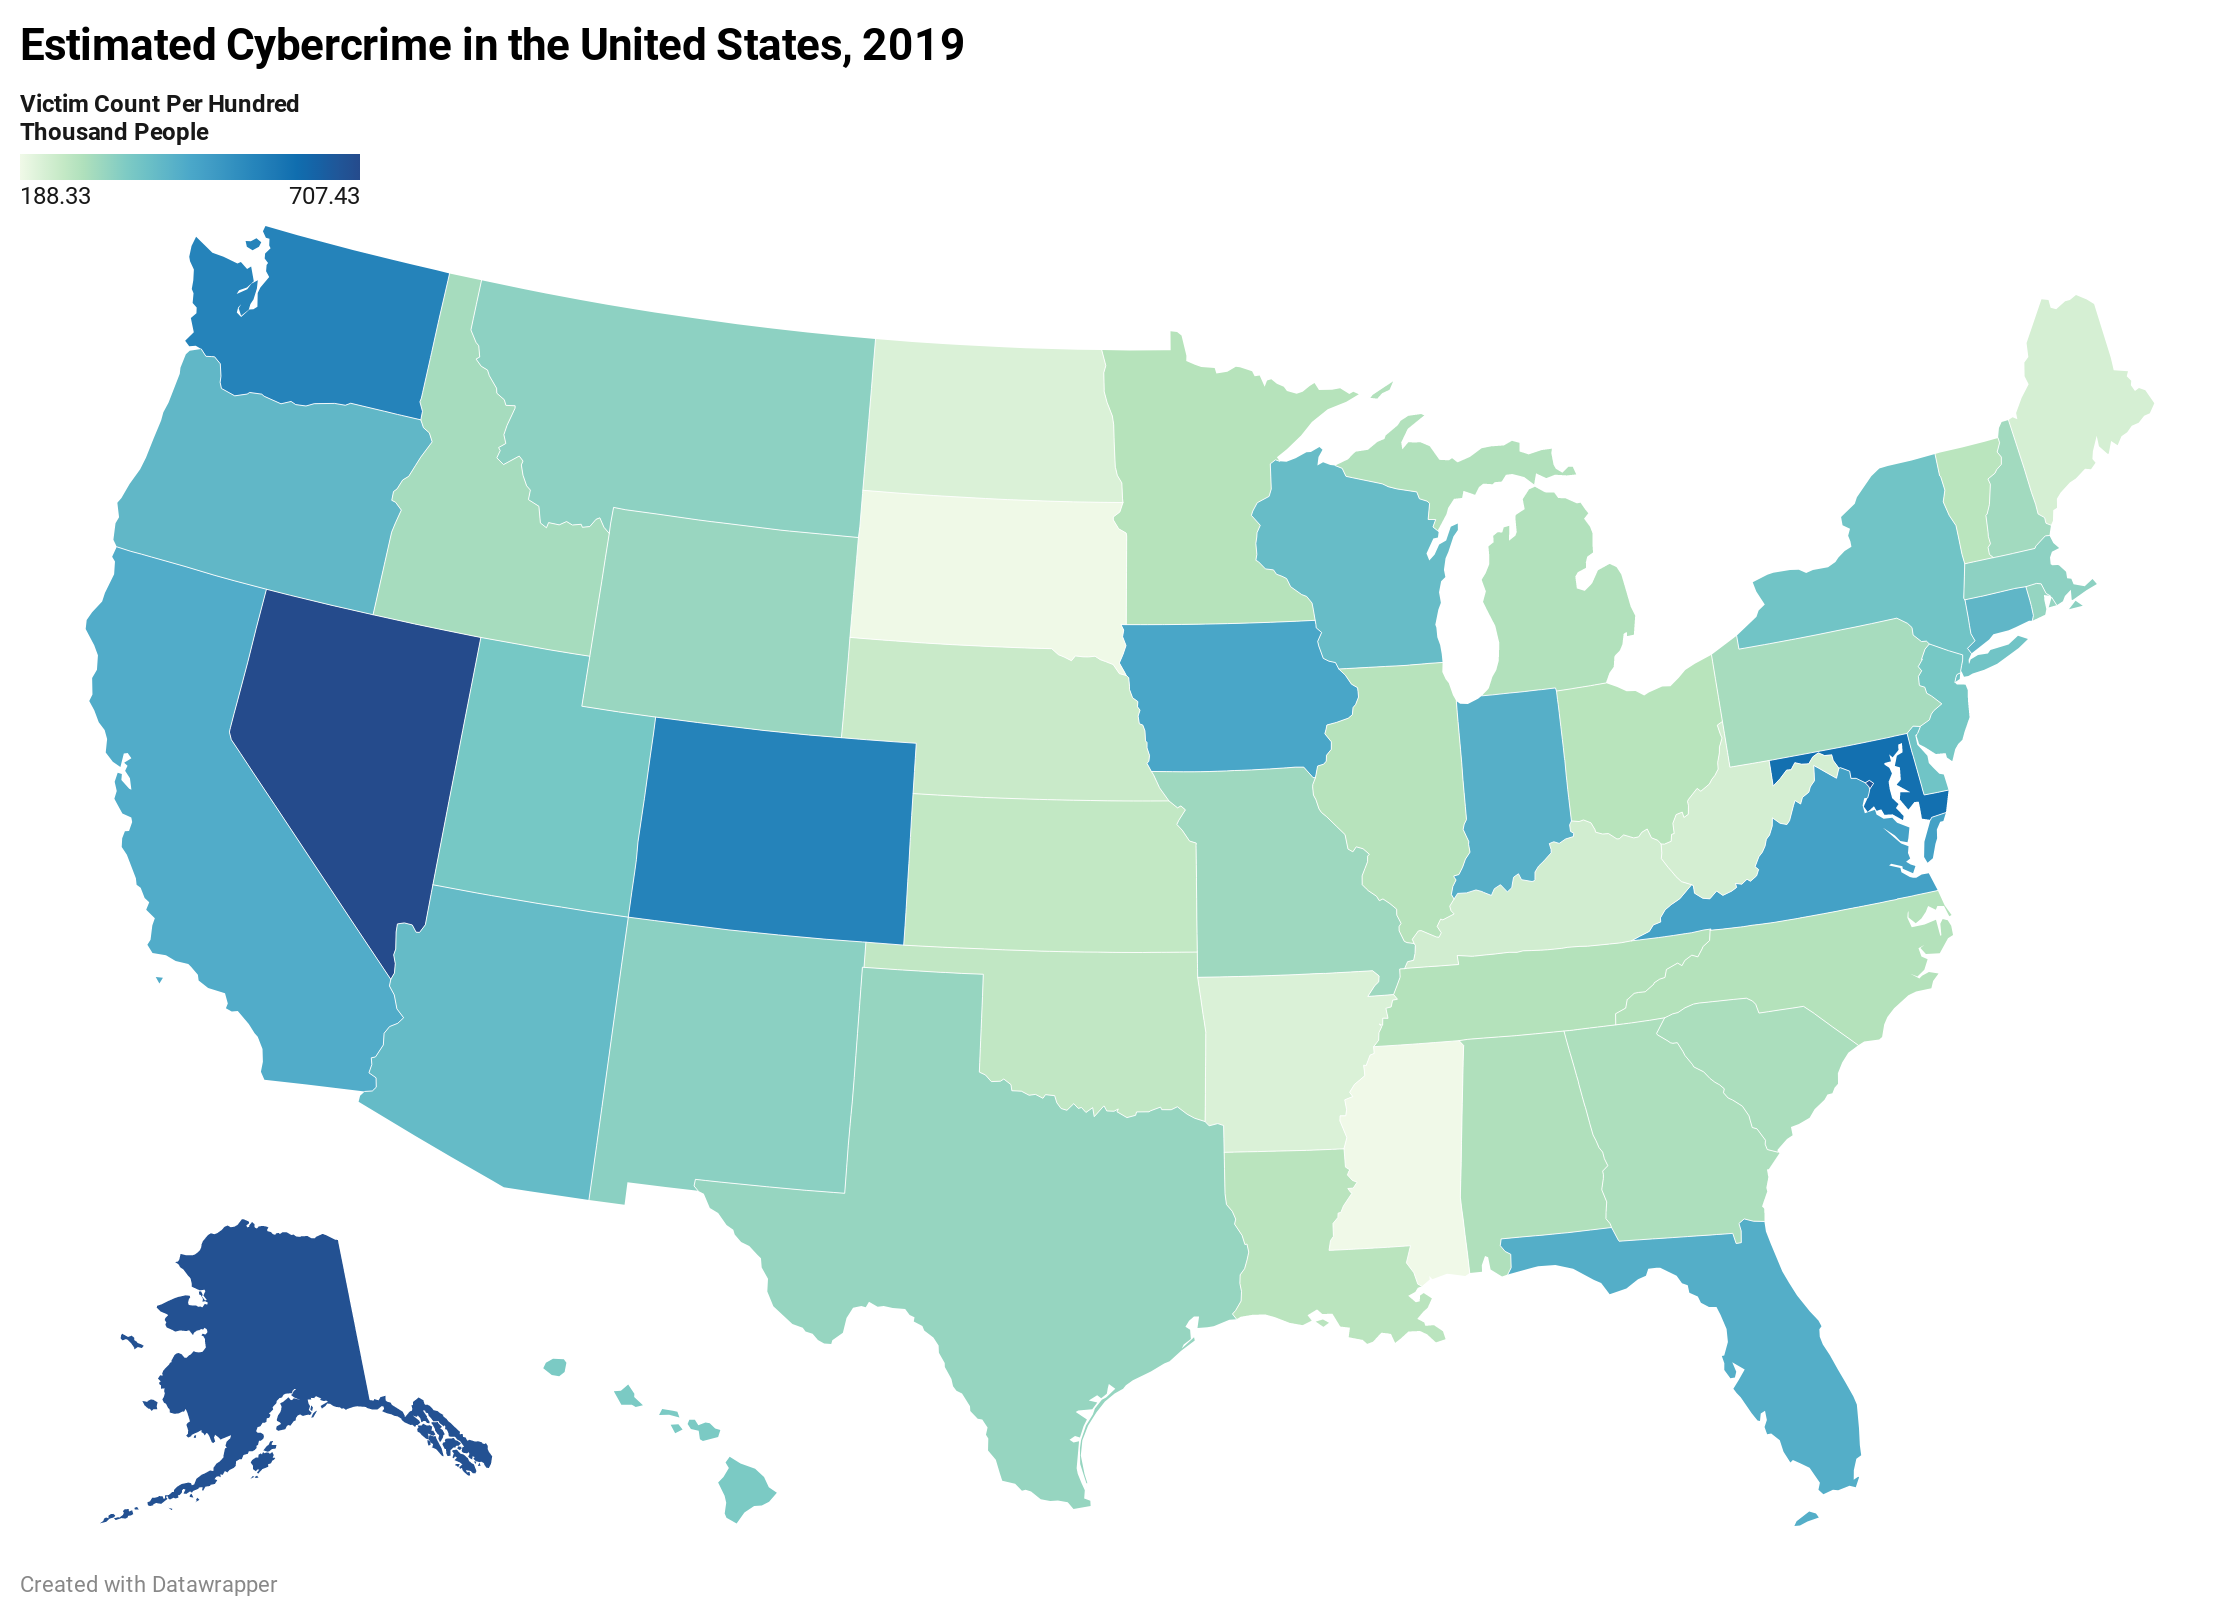 Estimated Cybercrime in the United States, 2019
Victim Count Per Hundred
Thousand People
188.33 707.43
Created with Datawrapper